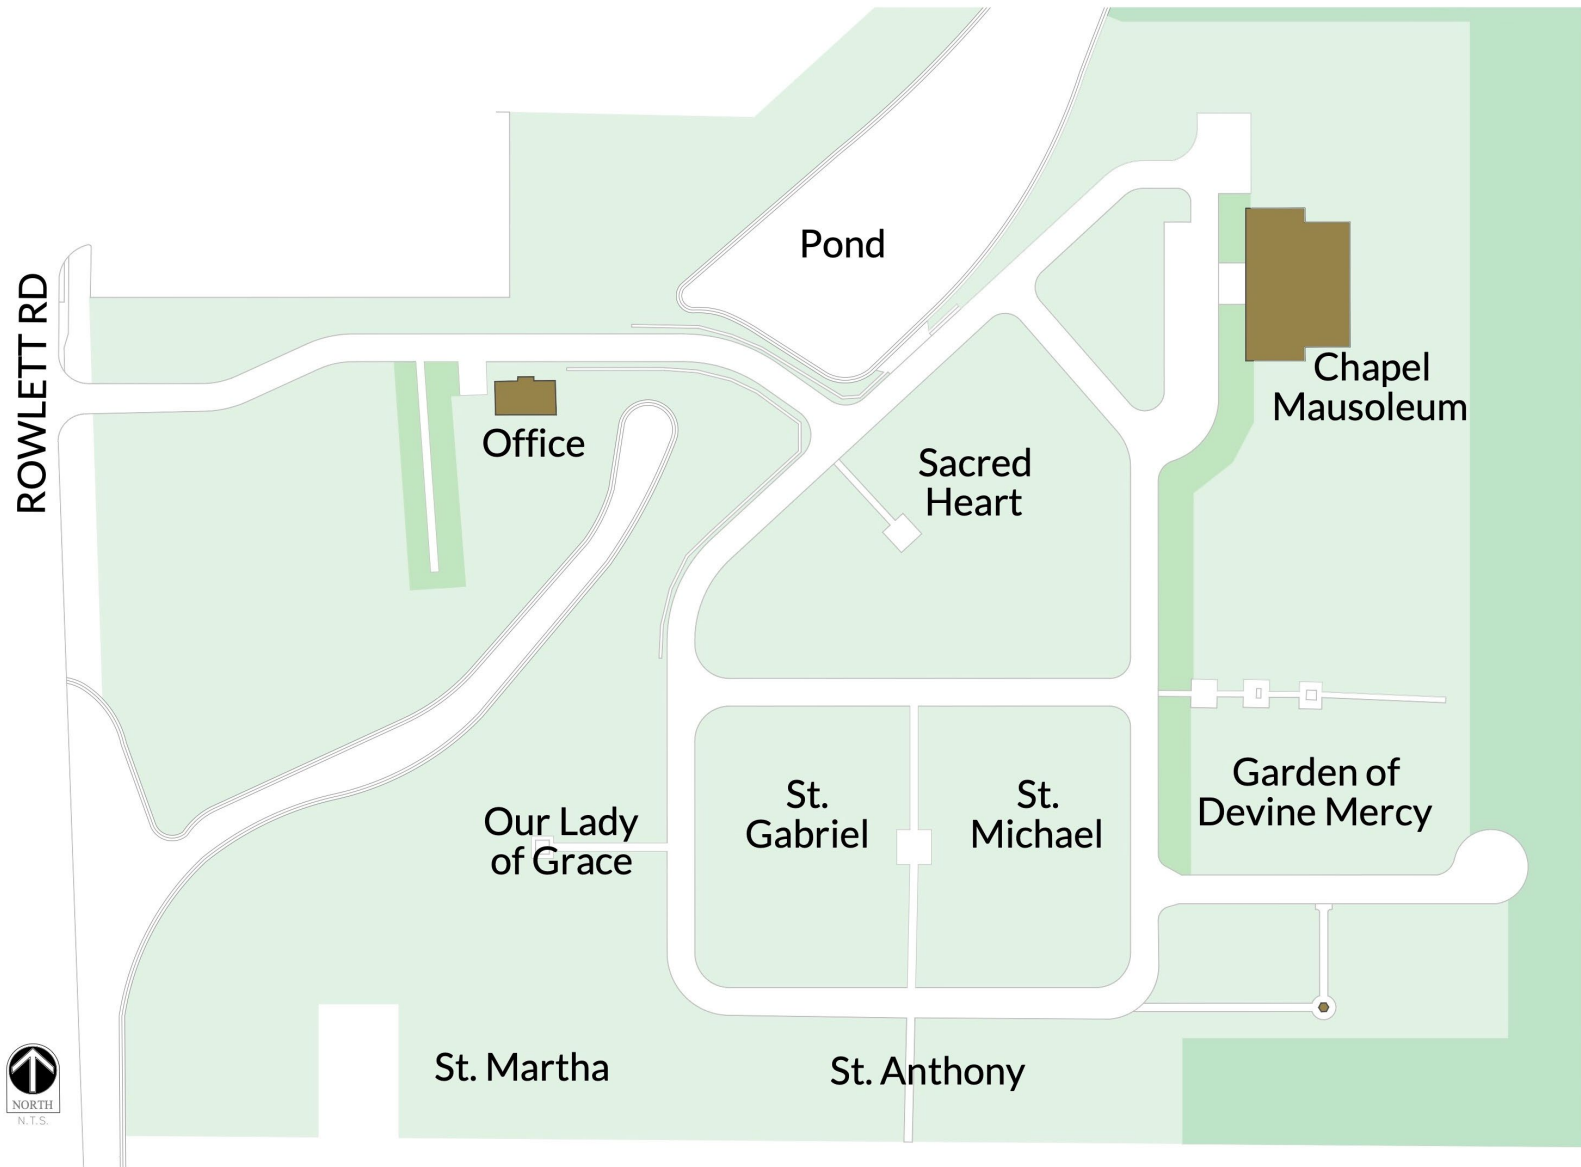 Pond
ROWLETT RD
Chapel
Mausoleum
Office
Sacred
Heart
Garden of
Devine Mercy
St.
Gabriel
St.
Michael
Our Lady
of Grace
St. Martha
St. Anthony
NORTH
N.T.S.